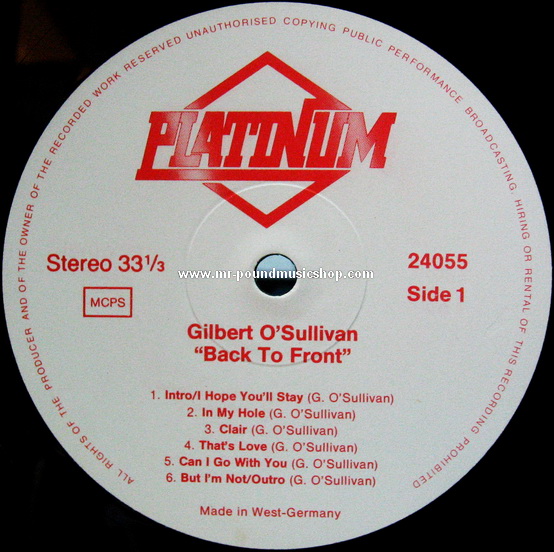 ALL RIGHTS OF THE PRODUCER AND OF THE OWNER OF THE RECORDED WORK RESERVED UNAUTHORISED COPYING PUBLIC PERFORMANCE BROADCASTING. HIRING OR RENTAL OF THIS RECORDING PROHIBITED
PLATINUM
Stereo 33 1/3
24055
www.mr-poundmusicshop.com
MCPS
Side 1
Gilbert O'Sullivan
“Back To Front”
1. Intro/I Hope You'll Stay (G. O'Sullivan)
2. In My Hole (G. O'Sullivan)
3. Clair (G. O'Sullivan)
4. That's Love (G. O'Sullivan)
5. Can I Go With You (G. O'Sullivan)
6. But I'm Not/Outro (G. O'Sullivan)
Made in West-Germany